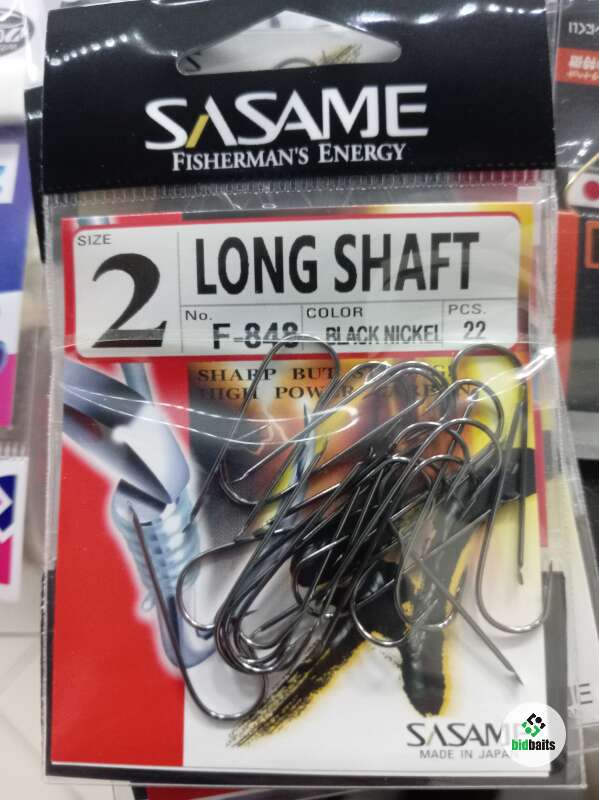 SASAME
FISHERMAN'S ENERGY
SIZE
2
LONG SHAFT
No.
F-848
COLOR
BLACK NICKEL
PCS.
22
SHARP BUT
HIGH POWER
SASAME
MADE IN JAPAN
bidbaits